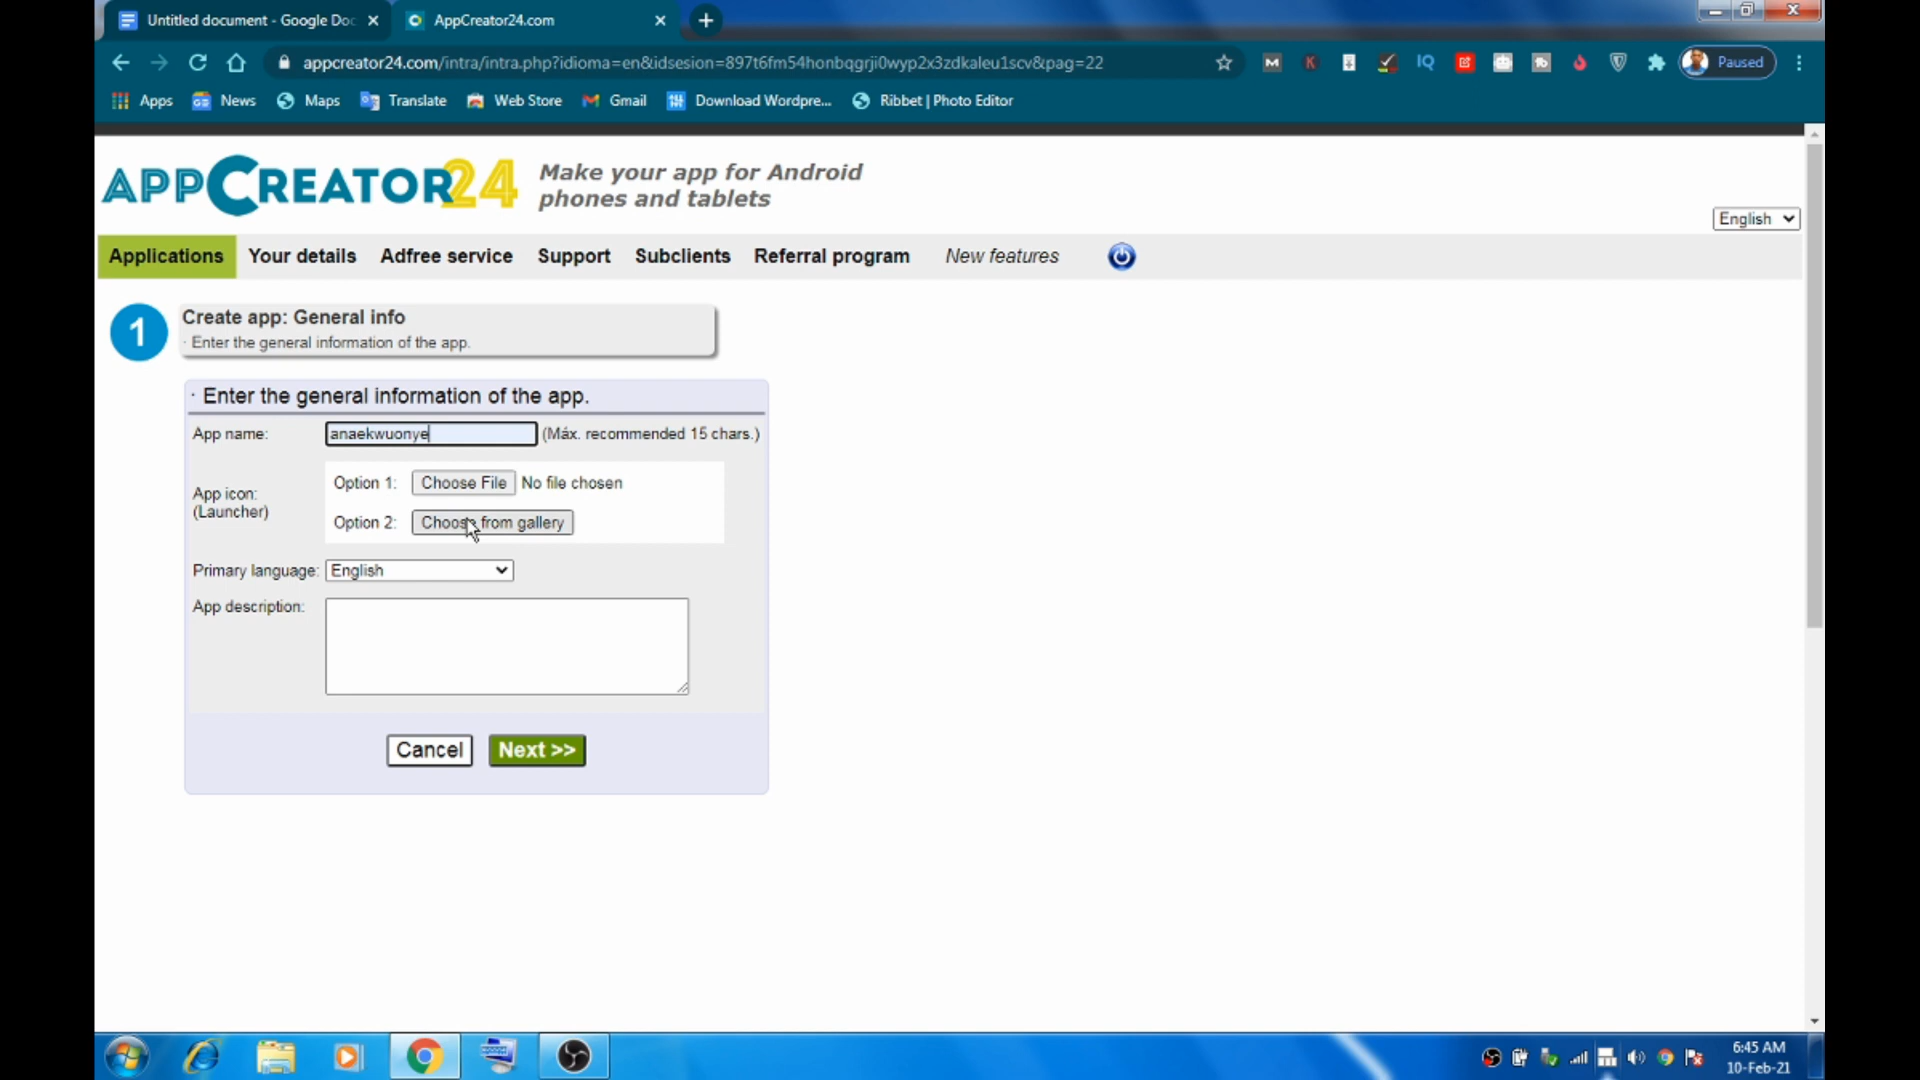 Untitled document - Google Doc
AppCreator24.com
appcreator24.com/intra/intra.php?idioma=en&idsesion=897t6fm54honbqgrji0wyp2x3zdkaleu1scv&pag=22
Paused
Apps
News
Maps
Translate
Web Store
Gmail
Download Wordpre...
Ribbet | Photo Editor
APPCREATOR24
Make your app for Android
phones and tablets
English
Applications
Your details
Adfree service
Support
Subclients
Referral program
New features
1
Create app: General info
· Enter the general information of the app.
· Enter the general information of the app.
App name:
anaekwuonye
(Máx. recommended 15 chars.)
App icon:
(Launcher)
Option 1:
Choose File
No file chosen
Option 2:
Choose from gallery
Primary language:
English
App description:
Cancel
Next >>
6:45 AM
10-Feb-21